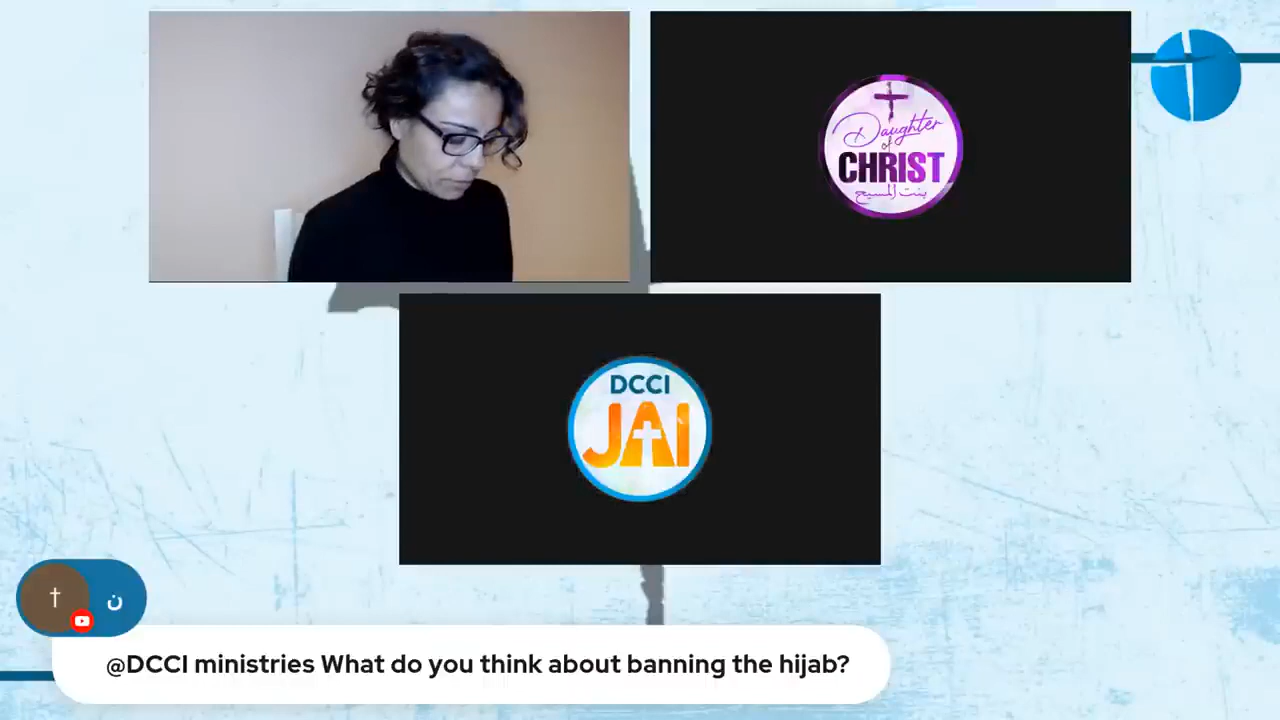 Daughter
of
CHRIST
بنت المسيح
DCCI
JAI
ن
@DCCI ministries What do you think about banning the hijab?